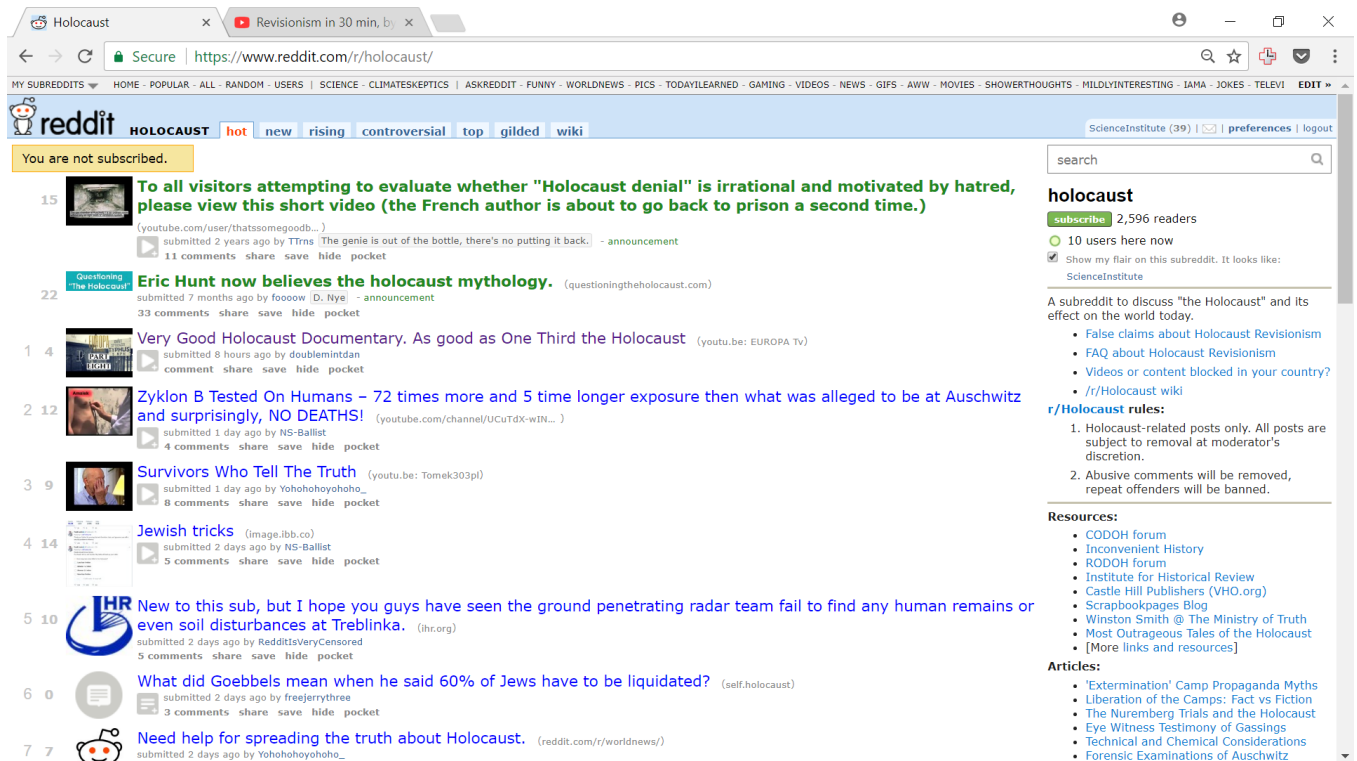 Holocaust
Revisionism in 30 min, by
Secure https://www.reddit.com/r/holocaust/
MY SUBREDDITS HOME - POPULAR - ALL - RANDOM - USERS | SCIENCE - CLIMATESKEPTICS | ASKREDDIT - FUNNY - WORLDNEWS - PICS - TODAYILEARNED - GAMING - VIDEOS - NEWS - GIFS - AWW - MOVIES - SHOWERTHOUGHTS - MILDLYINTERESTING - IAMA - JOKES - TELEVI EDIT »
reddit HOLOCAUST hot new rising controversial top gilded wiki
ScienceInstitute (39) | preferences | logout
You are not subscribed.
15
To all visitors attempting to evaluate whether "Holocaust denial" is irrational and motivated by hatred,
please view this short video (the French author is about to go back to prison a second time.)
(youtube.com/user/thatssomegoodb... )
submitted 2 years ago by TTrns The genie is out of the bottle, there's no putting it back. - announcement
11 comments share save hide pocket
Questioning
"The Holocaust"
22
Eric Hunt now believes the holocaust mythology. (questioningtheholocaust.com)
submitted 7 months ago by foooow D. Nye - announcement
33 comments share save hide pocket
1 4
PART
EIGHT
Very Good Holocaust Documentary. As good as One Third the Holocaust (youtu.be: EUROPA Tv)
submitted 8 hours ago by doublemintdan
comment share save hide pocket
2 12
Zyklon B Tested On Humans – 72 times more and 5 time longer exposure then what was alleged to be at Auschwitz
and surprisingly, NO DEATHS! (youtube.com/channel/UCuTdX-wIN... )
submitted 1 day ago by NS-Ballist
4 comments share save hide pocket
3 9
Survivors Who Tell The Truth (youtu.be: Tomek303pl)
submitted 1 day ago by Yohohohoyohoho_
8 comments share save hide pocket
4 14
Jewish tricks (image.ibb.co)
submitted 2 days ago by NS-Ballist
5 comments share save hide pocket
5 10
IHR
New to this sub, but I hope you guys have seen the ground penetrating radar team fail to find any human remains or
even soil disturbances at Treblinka. (ihr.org)
submitted 2 days ago by RedditIsVeryCensored
5 comments share save hide pocket
6 0
What did Goebbels mean when he said 60% of Jews have to be liquidated? (self.holocaust)
submitted 2 days ago by freejerrythree
3 comments share save hide pocket
7 7
Need help for spreading the truth about Holocaust. (reddit.com/r/worldnews/)
submitted 2 days ago by Yohohohoyohoho_
search
holocaust
subscribe 2,596 readers
10 users here now
Show my flair on this subreddit. It looks like:
ScienceInstitute
A subreddit to discuss "the Holocaust" and its
effect on the world today.
False claims about Holocaust Revisionism
FAQ about Holocaust Revisionism
Videos or content blocked in your country?
/r/Holocaust wiki
r/Holocaust rules:
1. Holocaust-related posts only. All posts are
subject to removal at moderator's
discretion.
2. Abusive comments will be removed,
repeat offenders will be banned.
Resources:
CODOH forum
Inconvenient History
RODOH forum
Institute for Historical Review
Castle Hill Publishers (VHO.org)
Scrapbookpages Blog
Winston Smith @ The Ministry of Truth
Most Outrageous Tales of the Holocaust
[More links and resources]
Articles:
'Extermination' Camp Propaganda Myths
Liberation of the Camps: Fact vs Fiction
The Nuremberg Trials and the Holocaust
Eye Witness Testimony of Gassings
Technical and Chemical Considerations
Forensic Examinations of Auschwitz